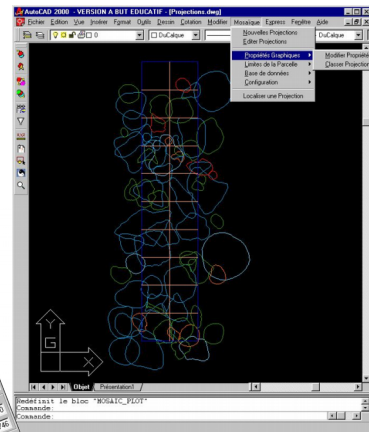 AutoCAD 2000 - VERSION A BUT EDUCATIF - [Projections.dwg]
Fichier Edition Vue Insérer Format Outils Dessin Cotation Modifier Mosaïque Express Fenêtre Aide
0 DuCalque DuCalque
Nouvelles Projections
Editer Projections
Propriétés Graphiques Modifier Propriété
Limites de la Parcelle Classer Projection
Base de données
Configuration
Localiser une Projection
Y
G
X
Objet Présentation1
Redéfinit le bloc "MOSAIC_PLOT"
Commande:
Commande: